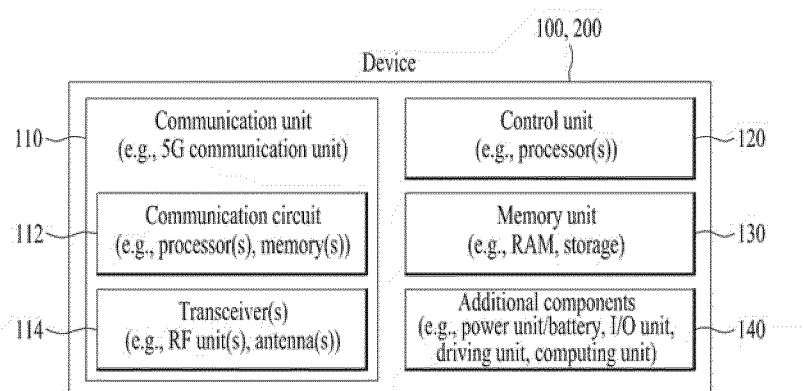 100, 200
Device
110
Communication unit
(e.g., 5G communication unit)
112
Communication circuit
(e.g., processor(s), memory(s))
114
Transceiver(s)
(e.g., RF unit(s), antenna(s))
Control unit
(e.g., processor(s))
120
Memory unit
(e.g., RAM, storage)
130
Additional components
(e.g., power unit/battery, I/O unit,
driving unit, computing unit)
140